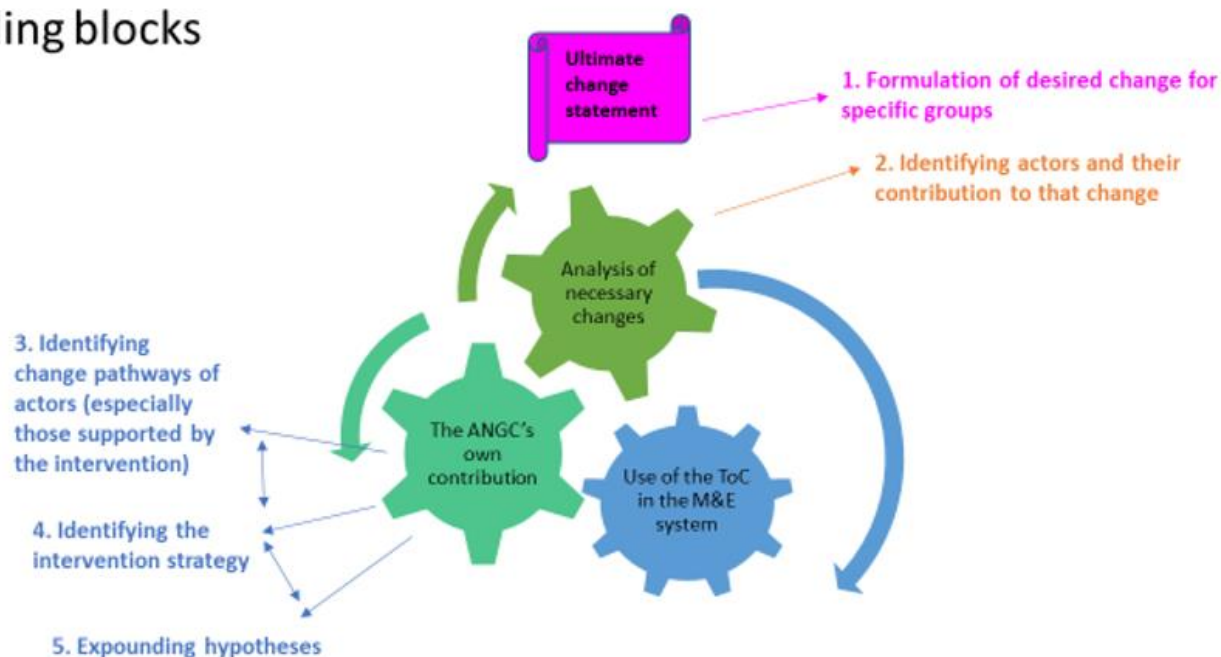 ing blocks
Ultimate
change
statement
1. Formulation of desired change for
specific groups
2. Identifying actors and their
contribution to that change
Analysis of
necessary
changes
3. Identifying
change pathways of
actors (especially
those supported by
the intervention)
The ANGC's
own
contribution
Use of the ToC
in the M&E
system
4. Identifying the
intervention strategy
5. Expounding hypotheses